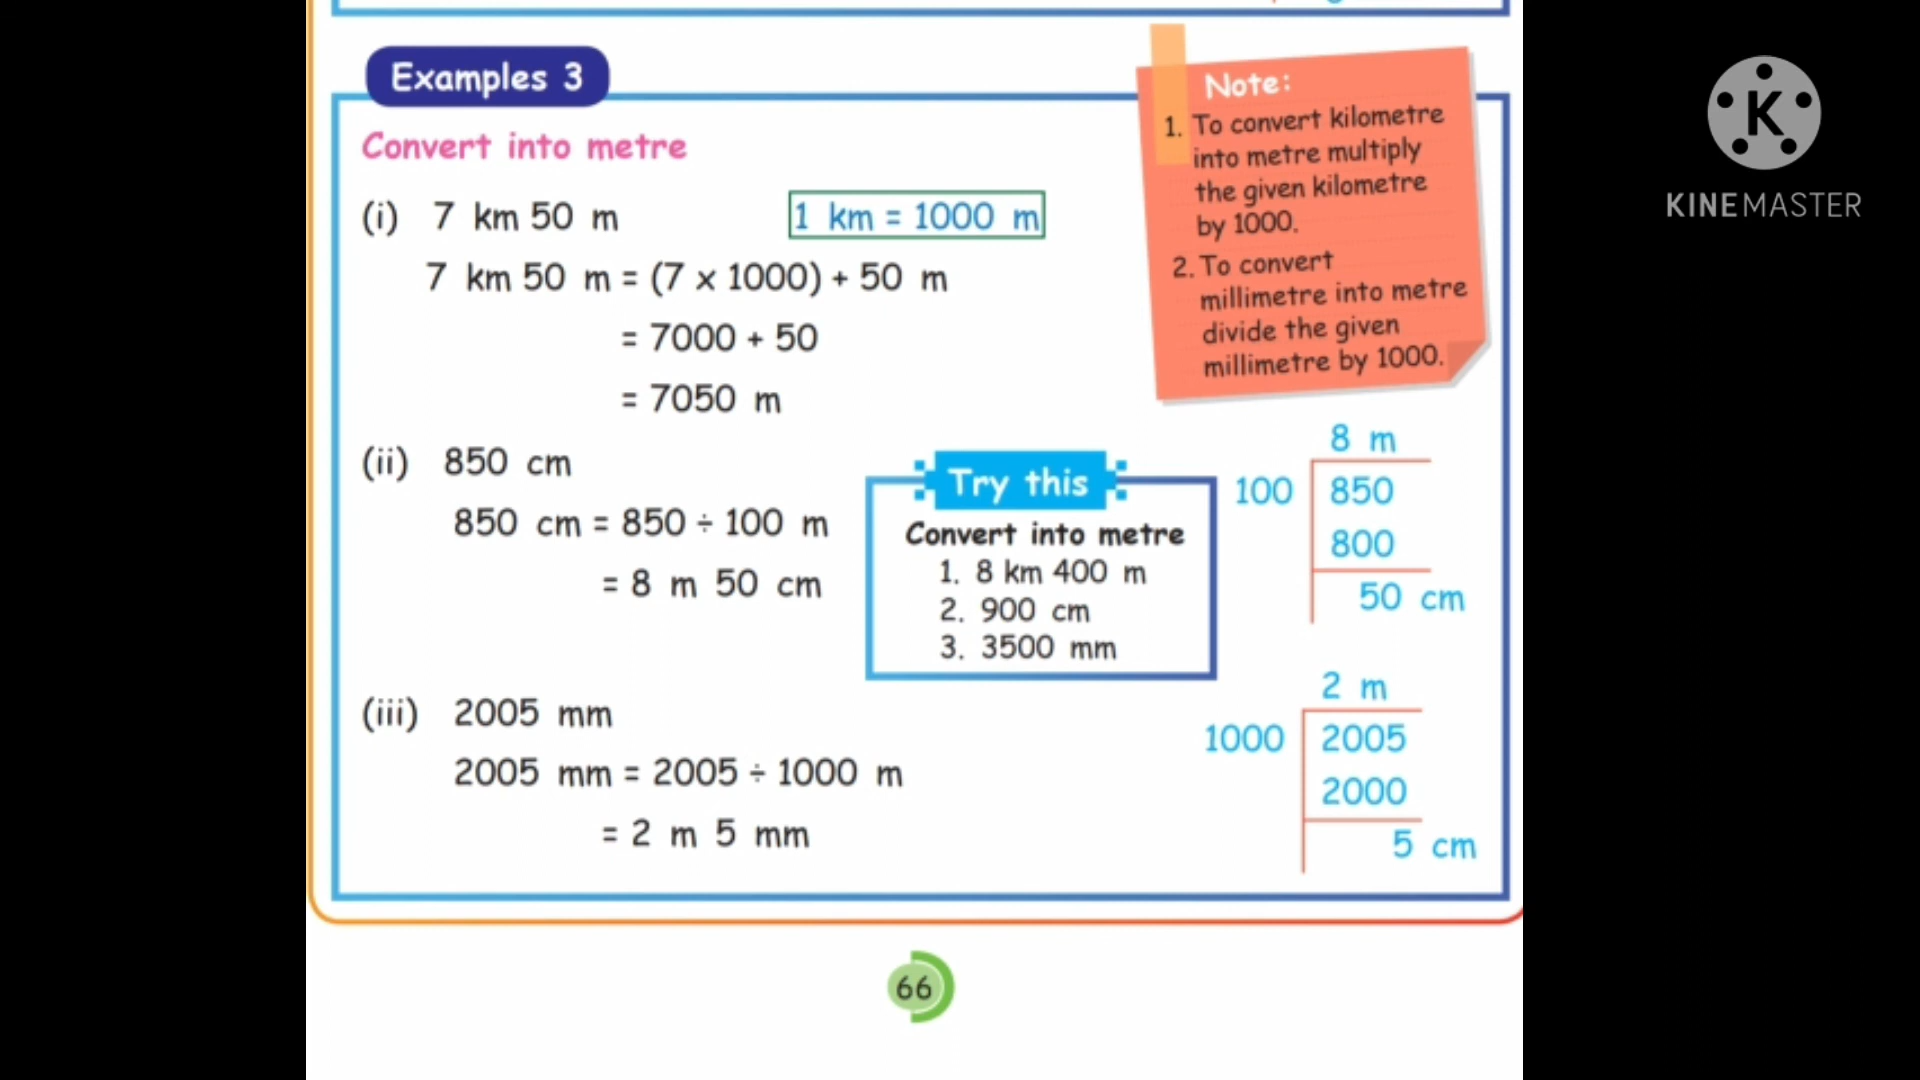 Examples 3
Convert into metre
(i) 7 km 50 m
1 km = 1000 m
7 km 50 m = (7 x 1000) + 50 m
= 7000 + 50
= 7050 m
Note:
1. To convert kilometre
into metre multiply
the given kilometre
by 1000.
2. To convert
millimetre into metre
divide the given
millimetre by 1000.
(ii) 850 cm
850 cm = 850 ÷ 100 m
= 8 m 50 cm
Try this
Convert into metre
1. 8 km 400 m
2. 900 cm
3. 3500 mm
8 m
100 850
800
50 cm
(iii) 2005 mm
2005 mm = 2005 ÷ 1000 m
= 2 m 5 mm
2 m
1000 2005
2000
5 cm
66
K
KINEMASTER